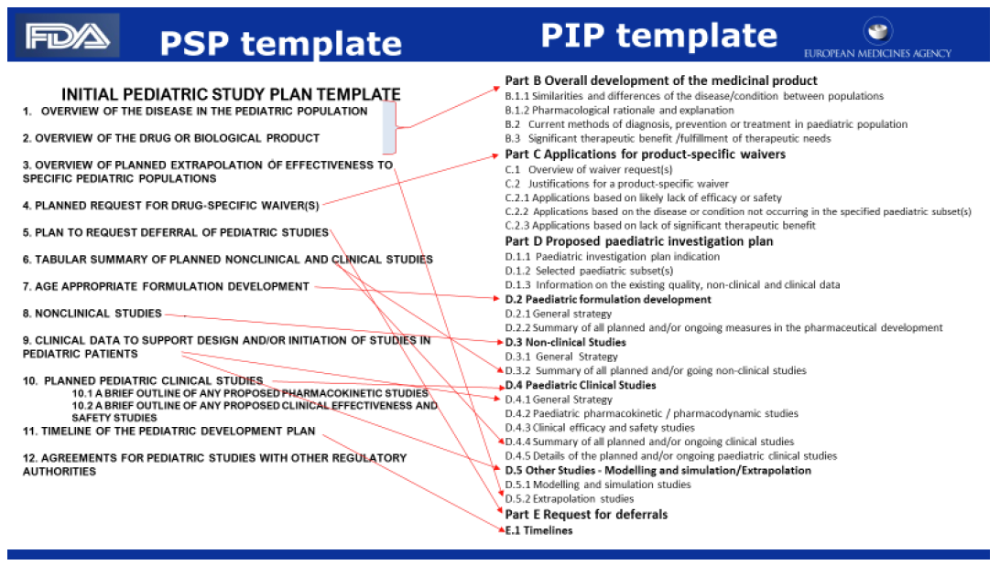 FDA
PSP template
PIP template
EUROPEAN MEDICINES AGENCY
INITIAL PEDIATRIC STUDY PLAN TEMPLATE
1. OVERVIEW OF THE DISEASE IN THE PEDIATRIC POPULATION
2. OVERVIEW OF THE DRUG OR BIOLOGICAL PRODUCT
3. OVERVIEW OF PLANNED EXTRAPOLATION OF EFFECTIVENESS TO
SPECIFIC PEDIATRIC POPULATIONS
4. PLANNED REQUEST FOR DRUG-SPECIFIC WAIVER(S)
5. PLAN TO REQUEST DEFERRAL OF PEDIATRIC STUDIES
6. TABULAR SUMMARY OF PLANNED NONCLINICAL AND CLINICAL STUDIES
7. AGE APPROPRIATE FORMULATION DEVELOPMENT
8. NONCLINICAL STUDIES
9. CLINICAL DATA TO SUPPORT DESIGN AND/OR INITIATION OF STUDIES IN
PEDIATRIC PATIENTS
10. PLANNED PEDIATRIC CLINICAL STUDIES
10.1 A BRIEF OUTLINE OF ANY PROPOSED PHARMACOKINETIC STUDIES
10.2 A BRIEF OUTLINE OF ANY PROPOSED CLINICAL EFFECTIVENESS AND
SAFETY STUDIES
11. TIMELINE OF THE PEDIATRIC DEVELOPMENT PLAN
12. AGREEMENTS FOR PEDIATRIC STUDIES WITH OTHER REGULATORY
AUTHORITIES
Part B Overall development of the medicinal product
B.1.1 Similarities and differences of the disease/condition between populations
B.1.2 Pharmacological rationale and explanation
B.2 Current methods of diagnosis, prevention or treatment in paediatric population
B.3 Significant therapeutic benefit /fulfillment of therapeutic needs
Part C Applications for product-specific waivers
C.1 Overview of waiver request(s)
C.2 Justifications for a product-specific waiver
C.2.1 Applications based on likely lack of efficacy or safety
C.2.2 Applications based on the disease or condition not occurring in the specified paediatric subset(s)
C.2.3 Applications based on lack of significant therapeutic benefit
Part D Proposed paediatric investigation plan
D.1.1 Paediatric investigation plan indication
D.1.2 Selected paediatric subset(s)
D.1.3 Information on the existing quality, non-clinical and clinical data
D.2 Paediatric formulation development
D.2.1 General strategy
D.2.2 Summary of all planned and/or ongoing measures in the pharmaceutical development
D.3 Non-clinical Studies
D.3.1 General Strategy
D.3.2 Summary of all planned and/or going non-clinical studies
D.4 Paediatric Clinical Studies
D.4.1 General Strategy
D.4.2 Paediatric pharmacokinetic / pharmacodynamic studies
D.4.3 Clinical efficacy and safety studies
D.4.4 Summary of all planned and/or ongoing clinical studies
D.4.5 Details of the planned and/or ongoing paediatric clinical studies
D.5 Other Studies - Modelling and simulation/Extrapolation
D.5.1 Modelling and simulation studies
D.5.2 Extrapolation studies
Part E Request for deferrals
E.1 Timelines